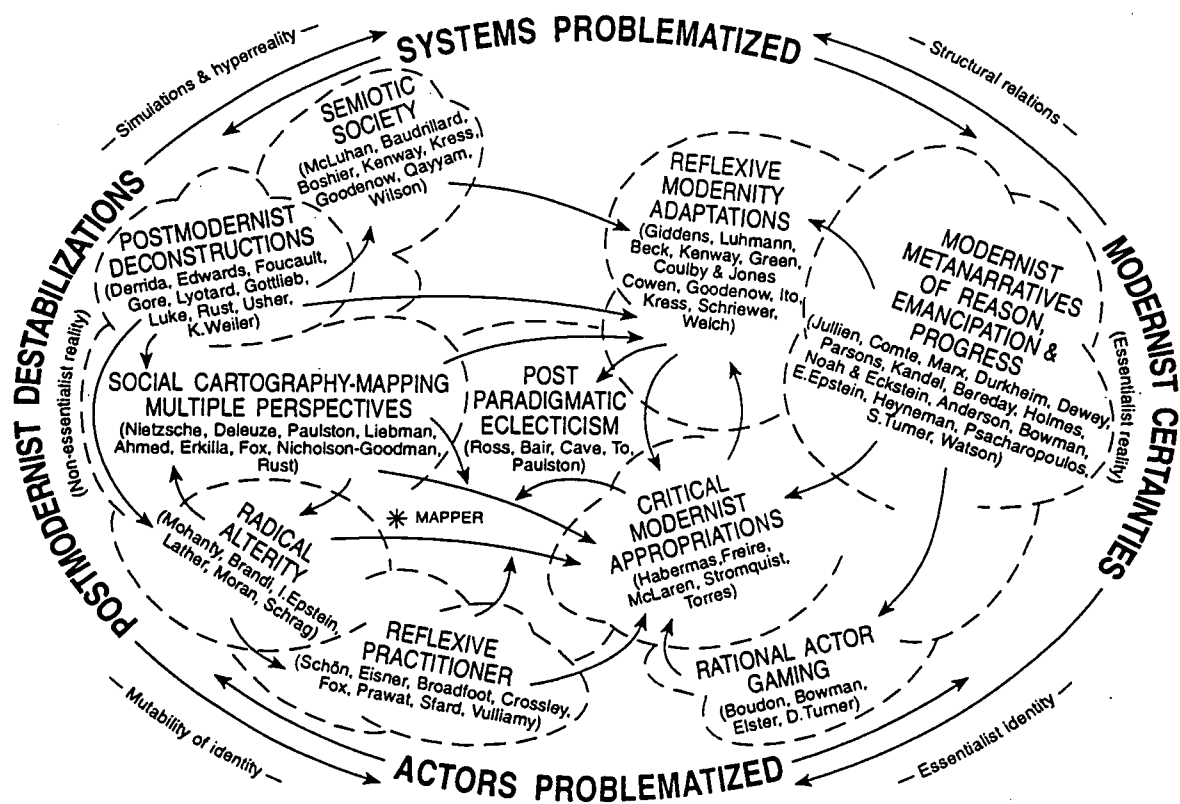 SYSTEMS PROBLEMATIZED
— Simulations & hyperreality —
— Structural relations —
POSTMODERNIST DESTABILIZATIONS
(Non-essentialist reality)
MODERNIST CERTAINTIES
(Essentialist reality)
SEMIOTIC
SOCIETY
(McLuhan, Baudrillard,
Boshier, Kenway, Kress,
Goodenow, Qayyam,
Wilson)
POSTMODERNIST
DECONSTRUCTIONS
(Derrida, Edwards, Foucault,
Gore, Lyotard, Gottlieb,
Luke, Rust, Usher,
K.Weiler)
REFLEXIVE
MODERNITY
ADAPTATIONS
(Giddens, Luhmann,
Beck, Kenway, Green,
Coulby & Jones
Cowen, Goodenow, Ito,
Kress, Schriewer,
Welch)
MODERNIST
METANARRATIVES
OF REASON,
EMANCIPATION &
PROGRESS
(Jullien, Comte, Marx, Durkheim, Dewey,
Parsons, Kandel, Bereday, Holmes,
Noah & Eckstein, Anderson, Bowman,
E.Epstein, Heyneman, Psacharopoulos,
S.Turner, Watson)
SOCIAL CARTOGRAPHY-MAPPING
MULTIPLE PERSPECTIVES
(Nietzsche, Deleuze, Paulston, Liebman,
Ahmed, Erkilla, Fox, Nicholson-Goodman,
Rust)
POST
PARADIGMATIC
ECLECTICISM
(Ross, Bair, Cave, To,
Paulston)
✳ MAPPER
RADICAL
ALTERITY
(Mohanty, Brandi, I.Epstein,
Lather, Moran, Schrag)
CRITICAL
MODERNIST
APPROPRIATIONS
(Habermas,Freire,
McLaren, Stromquist,
Torres)
REFLEXIVE
PRACTITIONER
(Schön, Eisner, Broadfoot, Crossley,
Fox, Prawat, Sfard, Vulliamy)
RATIONAL ACTOR
GAMING
(Boudon, Bowman,
Elster, D.Turner)
— Mutability of identity —
— Essentialist identity —
ACTORS PROBLEMATIZED